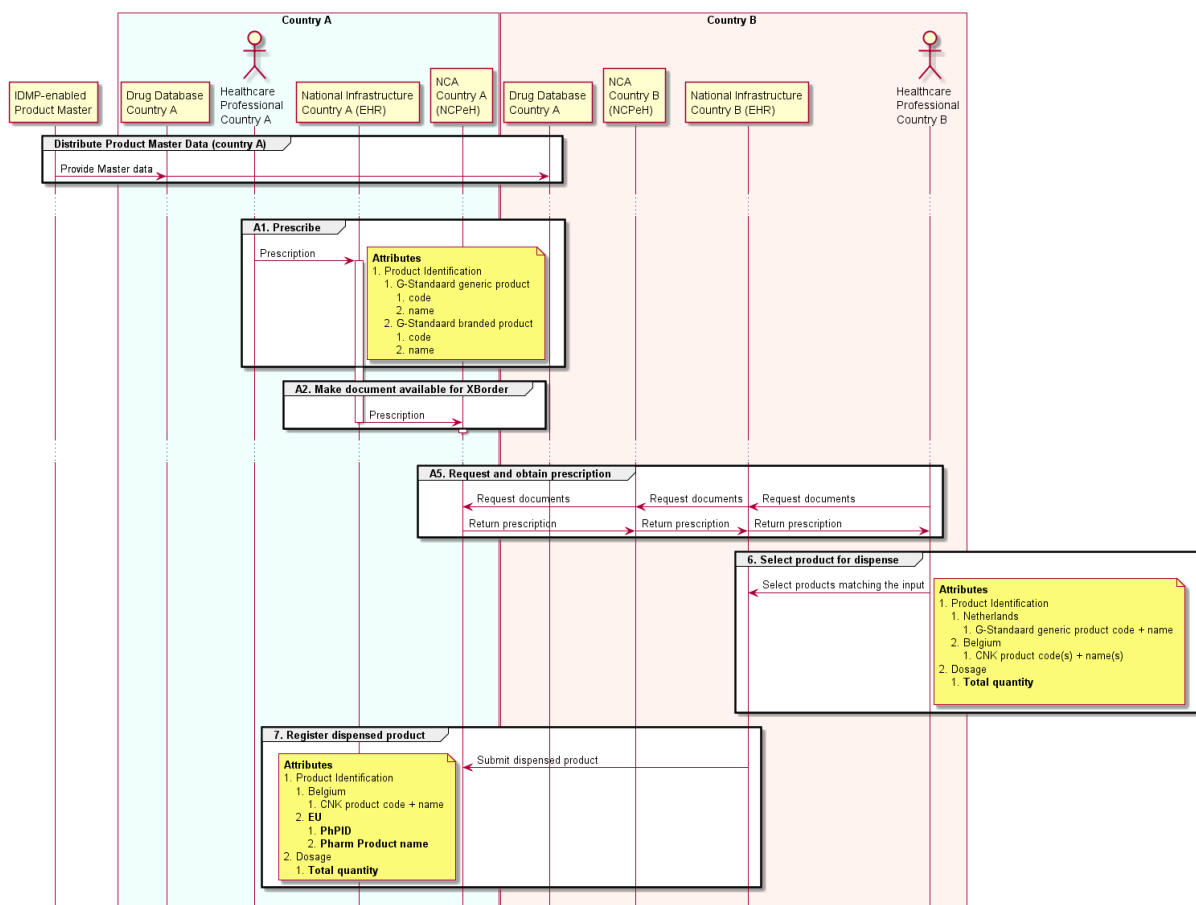 Country A
Country B
IDMP-enabled
Product Master
Drug Database
Country A
Healthcare
Professional
Country A
National Infrastructure
Country A (EHR)
NCA
Country A
(NCPeH)
Drug Database
Country A
NCA
Country B
(NCPeH)
National Infrastructure
Country B (EHR)
Healthcare
Professional
Country B
Distribute Product Master Data (country A)
Provide Master data
A1. Prescribe
Prescription
Attributes
1. Product Identification
1. G-Standaard generic product
1. code
2. name
2. G-Standaard branded product
1. code
2. name
A2. Make document available for XBorder
Prescription
A5. Request and obtain prescription
Request documents
Request documents
Request documents
Return prescription
Return prescription
Return prescription
6. Select product for dispense
Select products matching the input
Attributes
1. Product Identification
1. Netherlands
1. G-Standaard generic product code + name
2. Belgium
1. CNK product code(s) + name(s)
2. Dosage
1. Total quantity
7. Register dispensed product
Submit dispensed product
Attributes
1. Product Identification
1. Belgium
1. CNK product code + name
2. EU
1. PhPID
2. Pharm Product name
2. Dosage
1. Total quantity